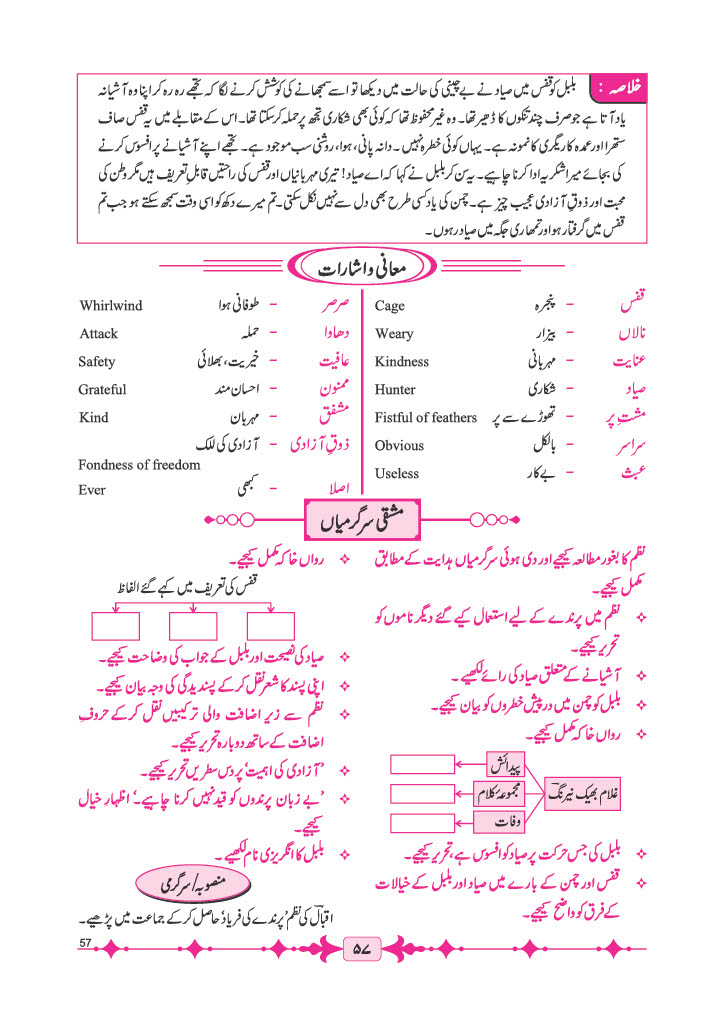 خلاصہ :
بلبل کو قفس میں صیاد نے بے چینی کی حالت میں دیکھا تو اسے سمجھانے کی کوشش کرنے لگا کہ تجھے رہ رہ کر اپنا وہ آشیانہ
یاد آتا ہے جو صرف چند تنکوں کا ڈھیر تھا۔ وہ غیر محفوظ تھا کہ کوئی بھی شکاری تجھ پر حملہ کر سکتا تھا۔ اس کے مقابلے میں یہ قفس صاف
ستھرا اور عمدہ کاریگری کا نمونہ ہے۔ یہاں کوئی خطرہ نہیں۔ دانہ پانی، ہوا، روشنی سب موجود ہے۔ تجھے اپنے آشیانے پر افسوس کرنے
کی بجائے میرا شکریہ ادا کرنا چاہیے۔ یہ سن کر بلبل نے کہا کہ اے صیاد! تیری مہربانیاں اور قفس کی راحتیں قابلِ تعریف ہیں مگر وطن کی
محبت اور ذوقِ آزادی عجیب چیز ہے۔ چمن کی یاد کسی طرح بھی دل سے نہیں نکل سکتی۔ تم میرے دکھ کو اسی وقت سمجھ سکتے ہو جب تم
قفس میں گرفتار ہو اور تمھاری جگہ میں صیاد رہوں۔
معانی و اشارات
قفس - پنجرہ Cage
نالاں - بیزار Weary
عنایت - مہربانی Kindness
صیاد - شکاری Hunter
مشتِ پر - تھوڑے سے پر Fistful of feathers
سراسر - بالکل Obvious
عبث - بے کار Useless
صرصر - طوفانی ہوا Whirlwind
دھاوا - حملہ Attack
عافیت - خیریت، بھلائی Safety
ممنون - احسان مند Grateful
مشفق - مہربان Kind
ذوقِ آزادی - آزادی کی للک
Fondness of freedom
اصلا - کبھی Ever
مشقی سرگرمیاں
نظم کا بغور مطالعہ کیجیے اور دی ہوئی سرگرمیاں ہدایت کے مطابق
مکمل کیجیے۔
نظم میں پرندے کے لیے استعمال کیے گئے دیگر ناموں کو
تحریر کیجیے۔
آشیانے کے متعلق صیاد کی رائے لکھیے۔
بلبل کو چمن میں درپیش خطروں کو بیان کیجیے۔
رواں خاکہ مکمل کیجیے۔
غلام بھیک نیرنگ
پیدائش
مجموعۂ کلام
وفات
بلبل کی جس حرکت پر صیاد کو افسوس ہے، تحریر کیجیے۔
قفس اور چمن کے بارے میں صیاد اور بلبل کے خیالات
کے فرق کو واضح کیجیے۔
رواں خاکہ مکمل کیجیے۔
قفس کی تعریف میں کہے گئے الفاظ
صیاد کی نصیحت اور بلبل کے جواب کی وضاحت کیجیے۔
اپنی پسند کا شعر نقل کرکے پسندیدگی کی وجہ بیان کیجیے۔
نظم سے زیر اضافت والی ترکیبیں نقل کرکے حروفِ
اضافت کے ساتھ دوبارہ تحریر کیجیے۔
'آزادی کی اہمیت' پر دس سطریں تحریر کیجیے۔
'بے زبان پرندوں کو قید نہیں کرنا چاہیے۔' اظہارِ خیال
کیجیے۔
بلبل کا انگریزی نام لکھیے۔
منصوبہ/سرگرمی
اقبال کی نظم 'پرندے کی فریاد' حاصل کرکے جماعت میں پڑھیے۔
57
۵۷